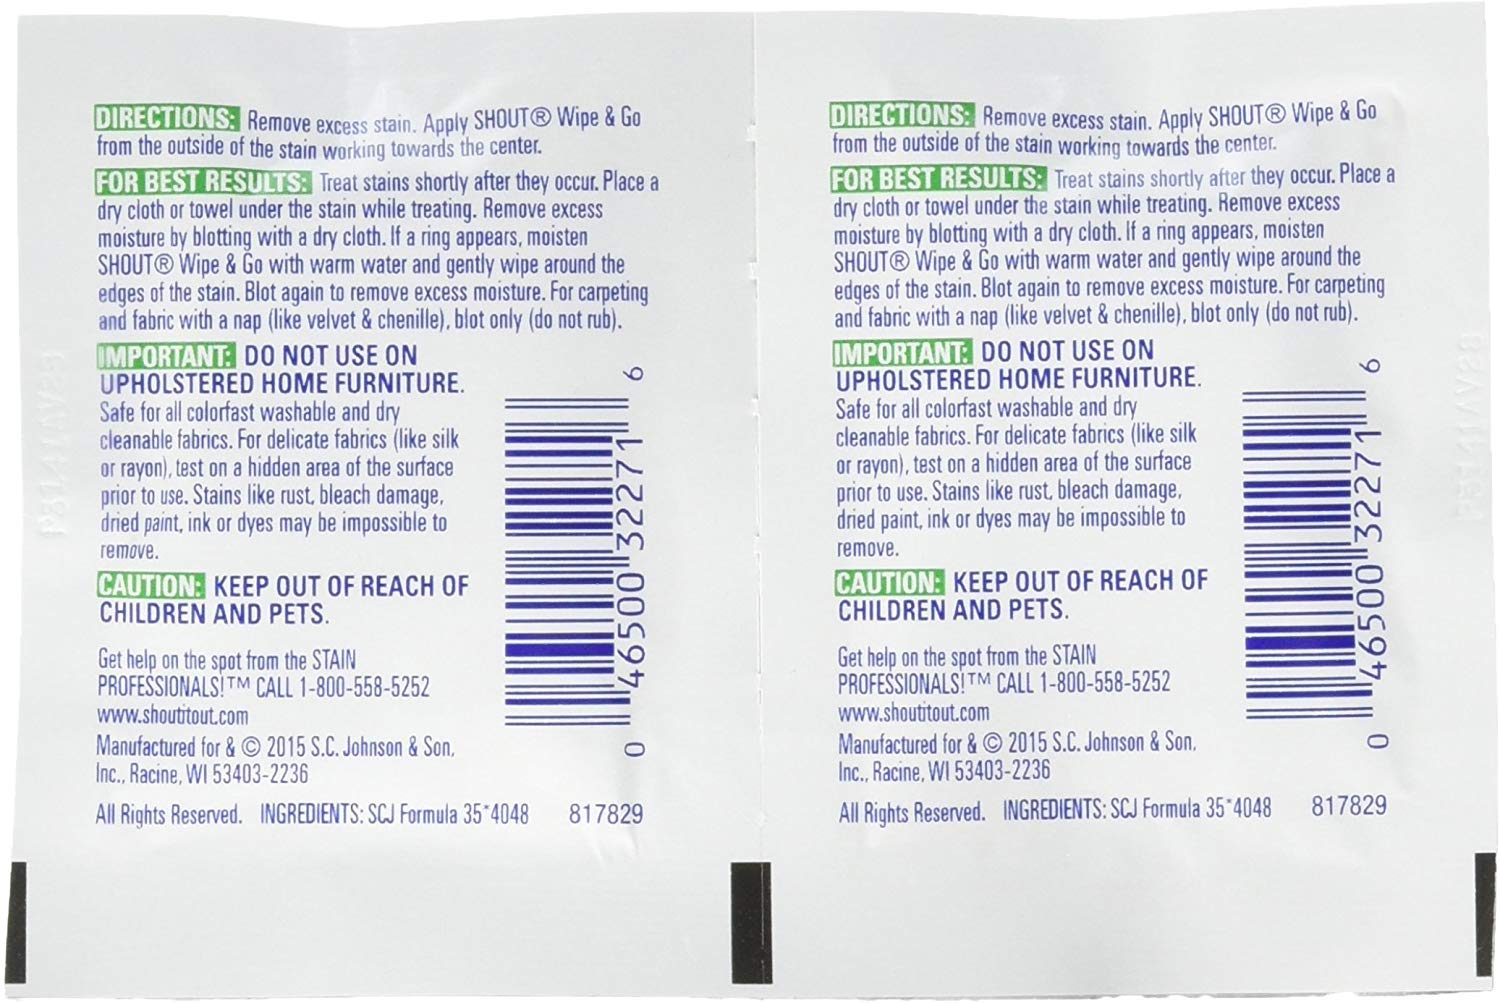 DIRECTIONS: Remove excess stain. Apply SHOUT® Wipe & Go
from the outside of the stain working towards the center.
FOR BEST RESULTS: Treat stains shortly after they occur. Place a
dry cloth or towel under the stain while treating. Remove excess
moisture by blotting with a dry cloth. If a ring appears, moisten
SHOUT® Wipe & Go with warm water and gently wipe around the
edges of the stain. Blot again to remove excess moisture. For carpeting
and fabric with a nap (like velvet & chenille), blot only (do not rub).
IMPORTANT: DO NOT USE ON
UPHOLSTERED HOME FURNITURE.
Safe for all colorfast washable and dry
cleanable fabrics. For delicate fabrics (like silk
or rayon), test on a hidden area of the surface
prior to use. Stains like rust, bleach damage,
dried paint, ink or dyes may be impossible to
remove.
CAUTION: KEEP OUT OF REACH OF
CHILDREN AND PETS.
Get help on the spot from the STAIN
PROFESSIONALS!™ CALL 1-800-558-5252
www.shoutitout.com
Manufactured for & © 2015 S.C. Johnson & Son,
Inc., Racine, WI 53403-2236
All Rights Reserved. INGREDIENTS: SCJ Formula 35*4048 817829
0 46500 32271 6
DIRECTIONS: Remove excess stain. Apply SHOUT® Wipe & Go
from the outside of the stain working towards the center.
FOR BEST RESULTS: Treat stains shortly after they occur. Place a
dry cloth or towel under the stain while treating. Remove excess
moisture by blotting with a dry cloth. If a ring appears, moisten
SHOUT® Wipe & Go with warm water and gently wipe around the
edges of the stain. Blot again to remove excess moisture. For carpeting
and fabric with a nap (like velvet & chenille), blot only (do not rub).
IMPORTANT: DO NOT USE ON
UPHOLSTERED HOME FURNITURE.
Safe for all colorfast washable and dry
cleanable fabrics. For delicate fabrics (like silk
or rayon), test on a hidden area of the surface
prior to use. Stains like rust, bleach damage,
dried paint, ink or dyes may be impossible to
remove.
CAUTION: KEEP OUT OF REACH OF
CHILDREN AND PETS.
Get help on the spot from the STAIN
PROFESSIONALS!™ CALL 1-800-558-5252
www.shoutitout.com
Manufactured for & © 2015 S.C. Johnson & Son,
Inc., Racine, WI 53403-2236
All Rights Reserved. INGREDIENTS: SCJ Formula 35*4048 817829
0 46500 32271 6